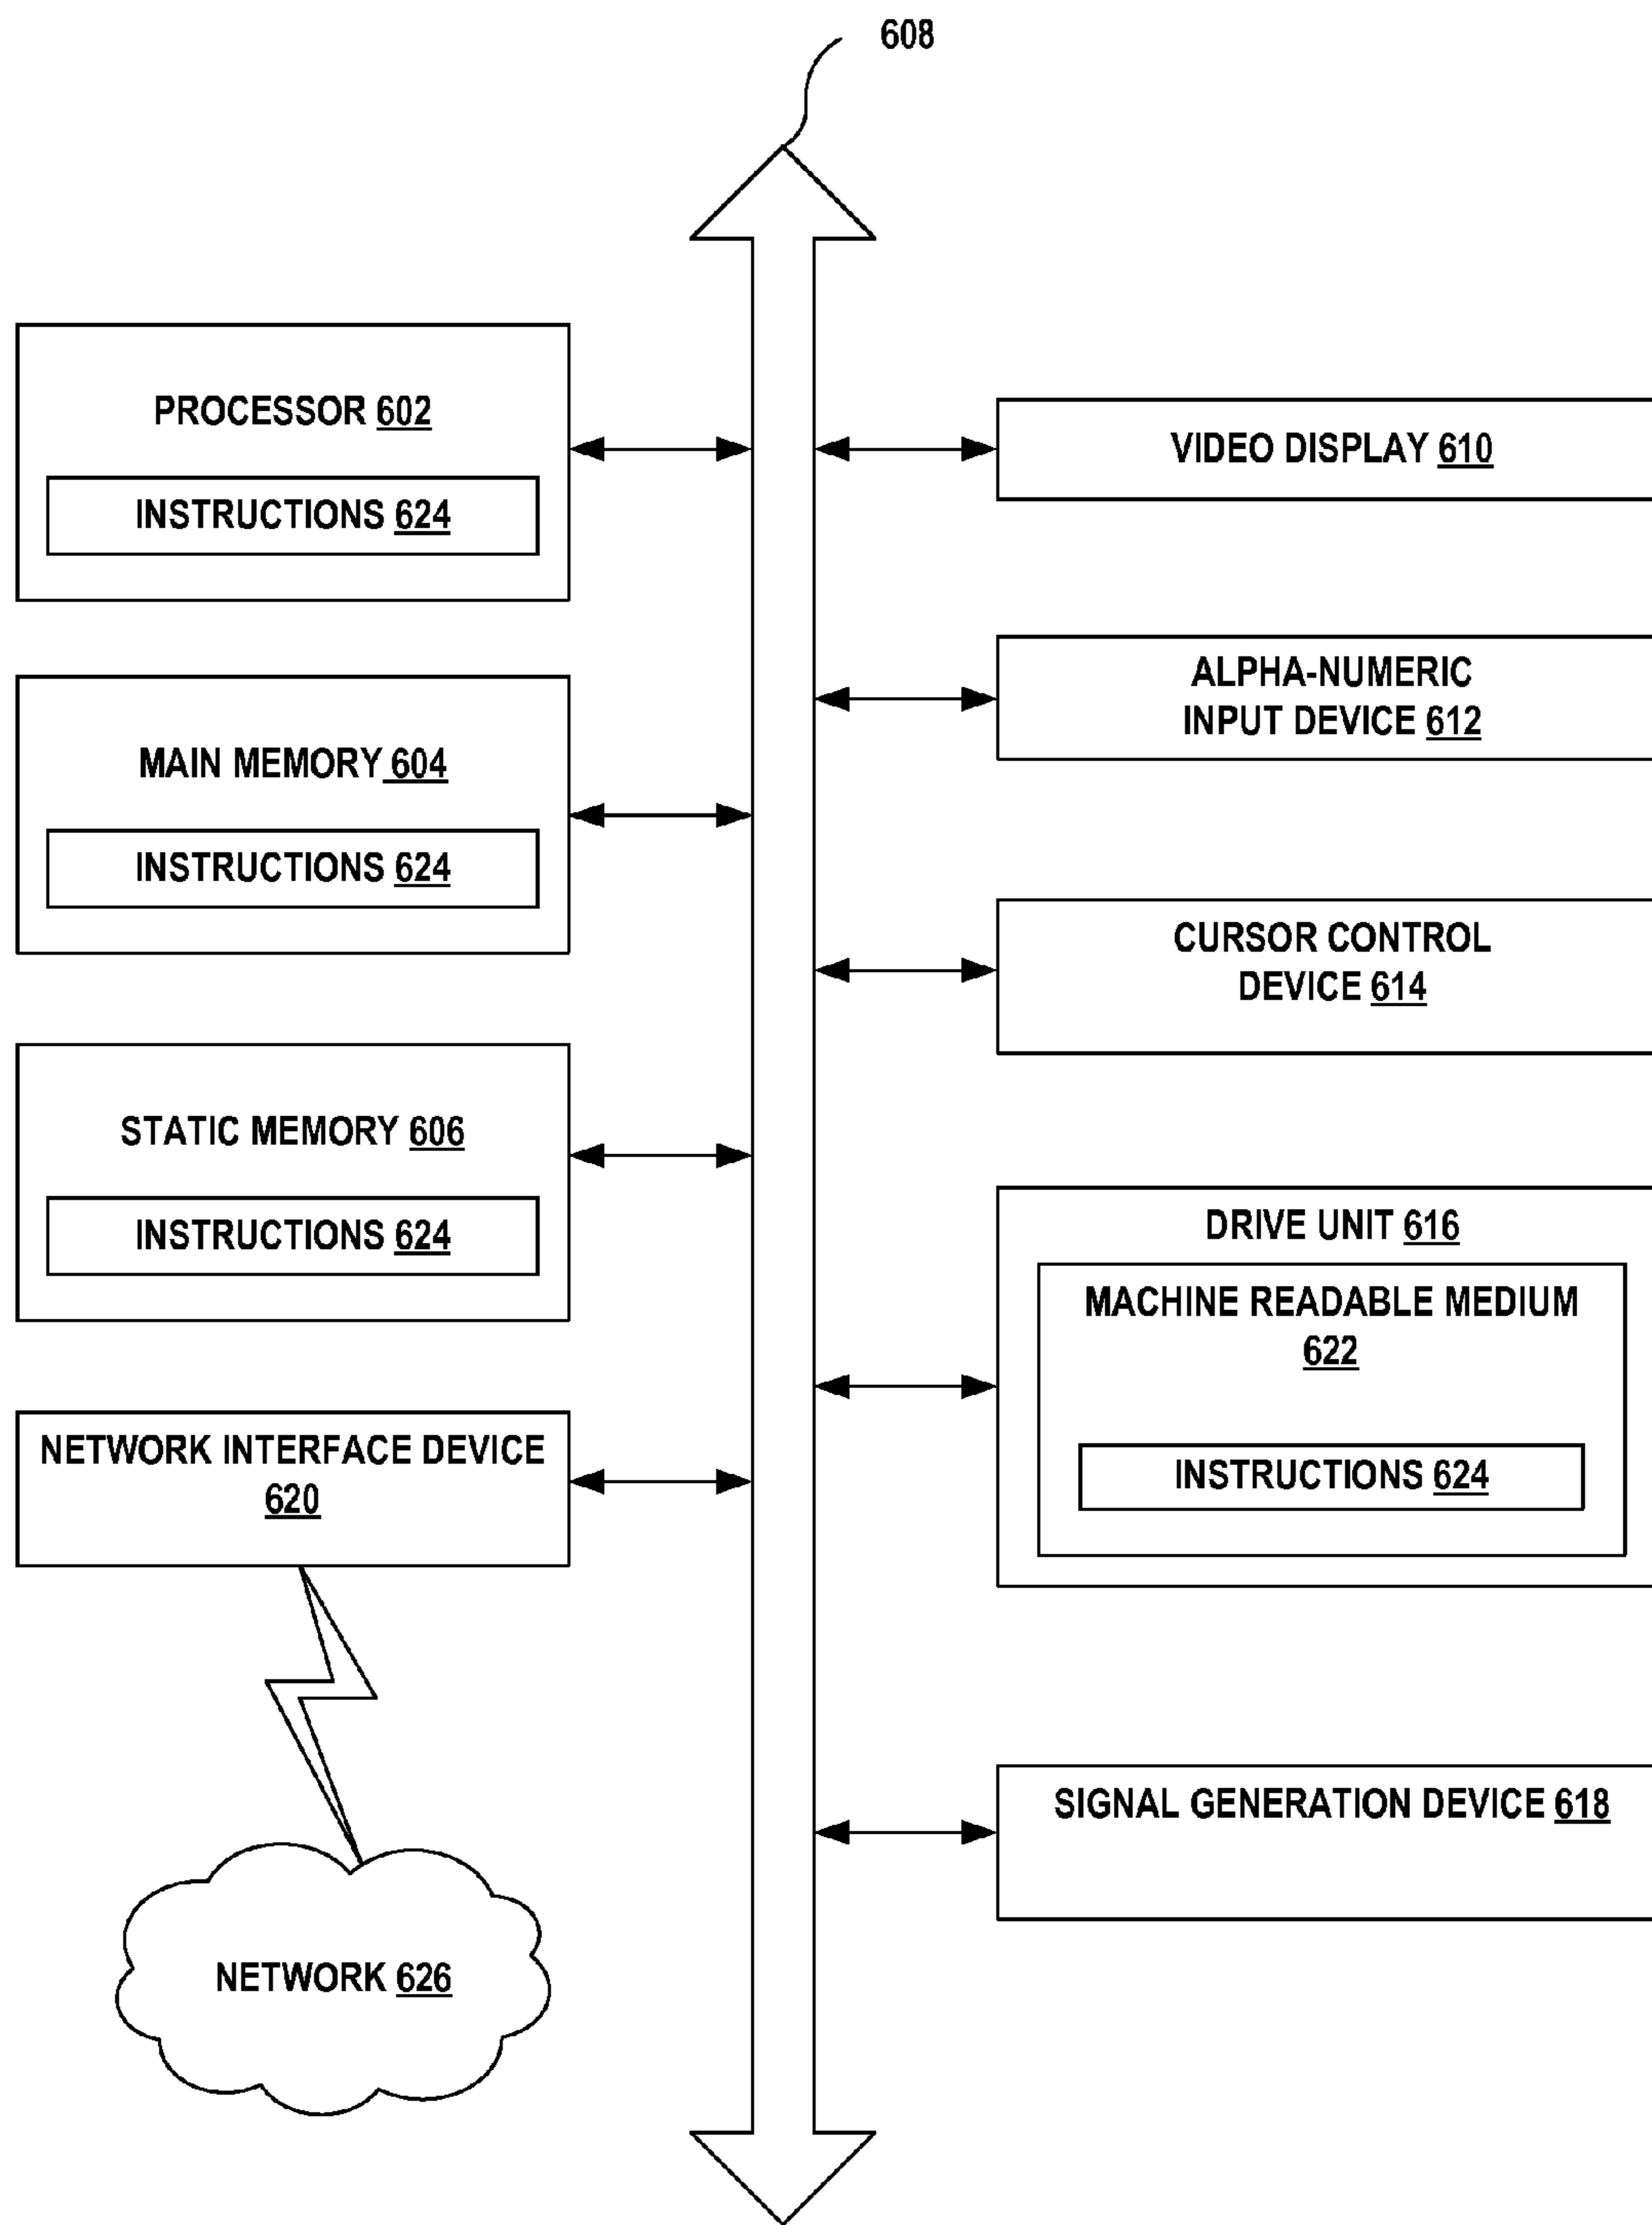 608
PROCESSOR 602
INSTRUCTIONS 624
MAIN MEMORY 604
INSTRUCTIONS 624
STATIC MEMORY 606
INSTRUCTIONS 624
NETWORK INTERFACE DEVICE
620
NETWORK 626
VIDEO DISPLAY 610
ALPHA-NUMERIC
INPUT DEVICE 612
CURSOR CONTROL
DEVICE 614
DRIVE UNIT 616
MACHINE READABLE MEDIUM
622
INSTRUCTIONS 624
SIGNAL GENERATION DEVICE 618